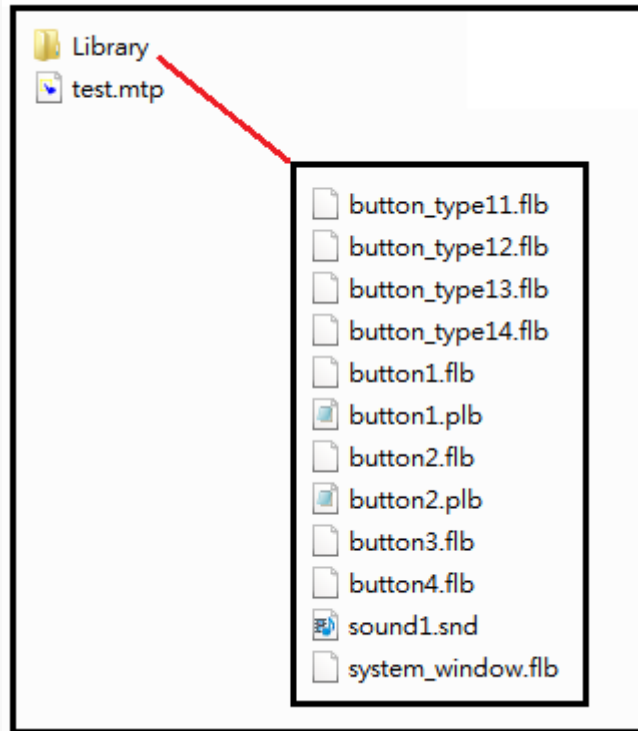 Library
test.mtp
button_type11.flb
button_type12.flb
button_type13.flb
button_type14.flb
button1.flb
button1.plb
button2.flb
button2.plb
button3.flb
button4.flb
sound1.snd
system_window.flb